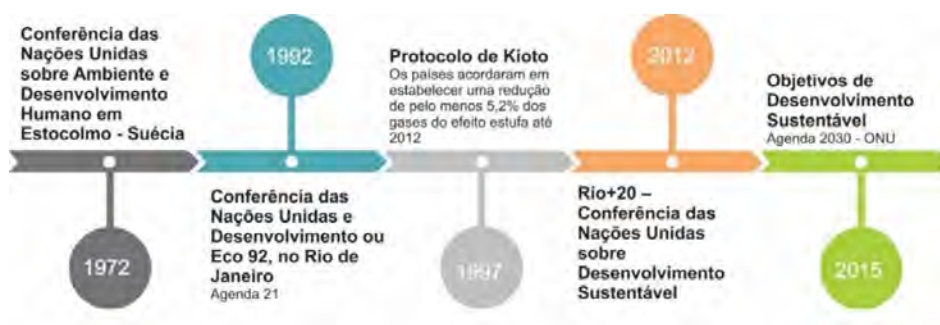 Conferência das
Nações Unidas
sobre Ambiente e
Desenvolvimento
Humano em
Estocolmo - Suécia
1972
1992
Conferência das
Nações Unidas e
Desenvolvimento ou
Eco 92, no Rio de
Janeiro
Agenda 21
Protocolo de Kioto
Os países acordaram em
estabelecer uma redução
de pelo menos 5,2% dos
gases do efeito estufa até
2012
1997
2012
Rio+20 –
Conferência das
Nações Unidas
sobre
Desenvolvimento
Sustentável
Objetivos de
Desenvolvimento
Sustentável
Agenda 2030 - ONU
2015